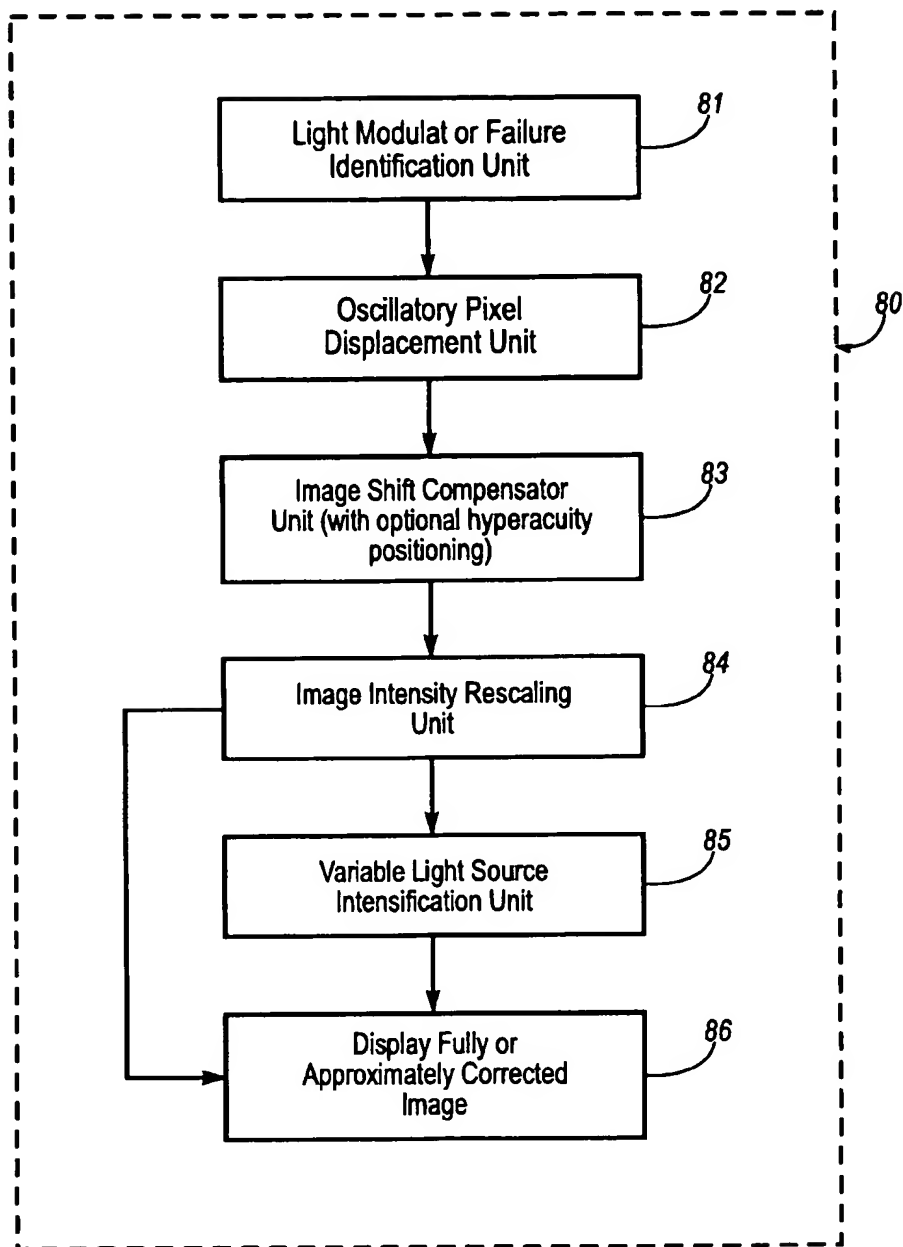 81
Light Modulat or Failure
Identification Unit
82
Oscillatory Pixel
Displacement Unit
80
83
Image Shift Compensator
Unit (with optional hyperacuity
positioning)
84
Image Intensity Rescaling
Unit
85
Variable Light Source
Intensification Unit
86
Display Fully or
Approximately Corrected
Image